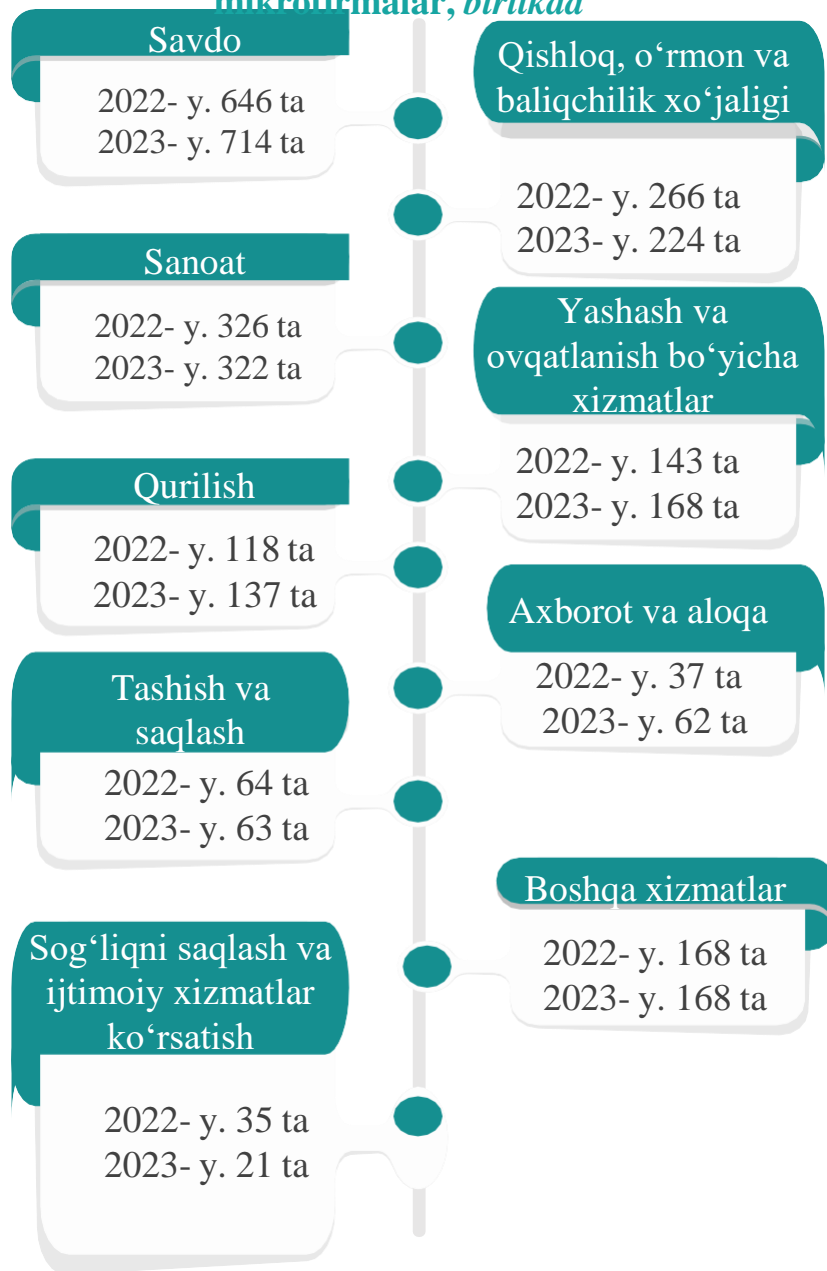 mikrofirmalar, birlikda
Savdo
2022- y. 646 ta
2023- y. 714 ta
Qishloq, o‘rmon va
baliqchilik xo‘jaligi
2022- y. 266 ta
2023- y. 224 ta
Sanoat
2022- y. 326 ta
2023- y. 322 ta
Yashash va
ovqatlanish bo‘yicha
xizmatlar
2022- y. 143 ta
2023- y. 168 ta
Qurilish
2022- y. 118 ta
2023- y. 137 ta
Axborot va aloqa
2022- y. 37 ta
2023- y. 62 ta
Tashish va
saqlash
2022- y. 64 ta
2023- y. 63 ta
Boshqa xizmatlar
2022- y. 168 ta
2023- y. 168 ta
Sog‘liqni saqlash va
ijtimoiy xizmatlar
ko‘rsatish
2022- y. 35 ta
2023- y. 21 ta